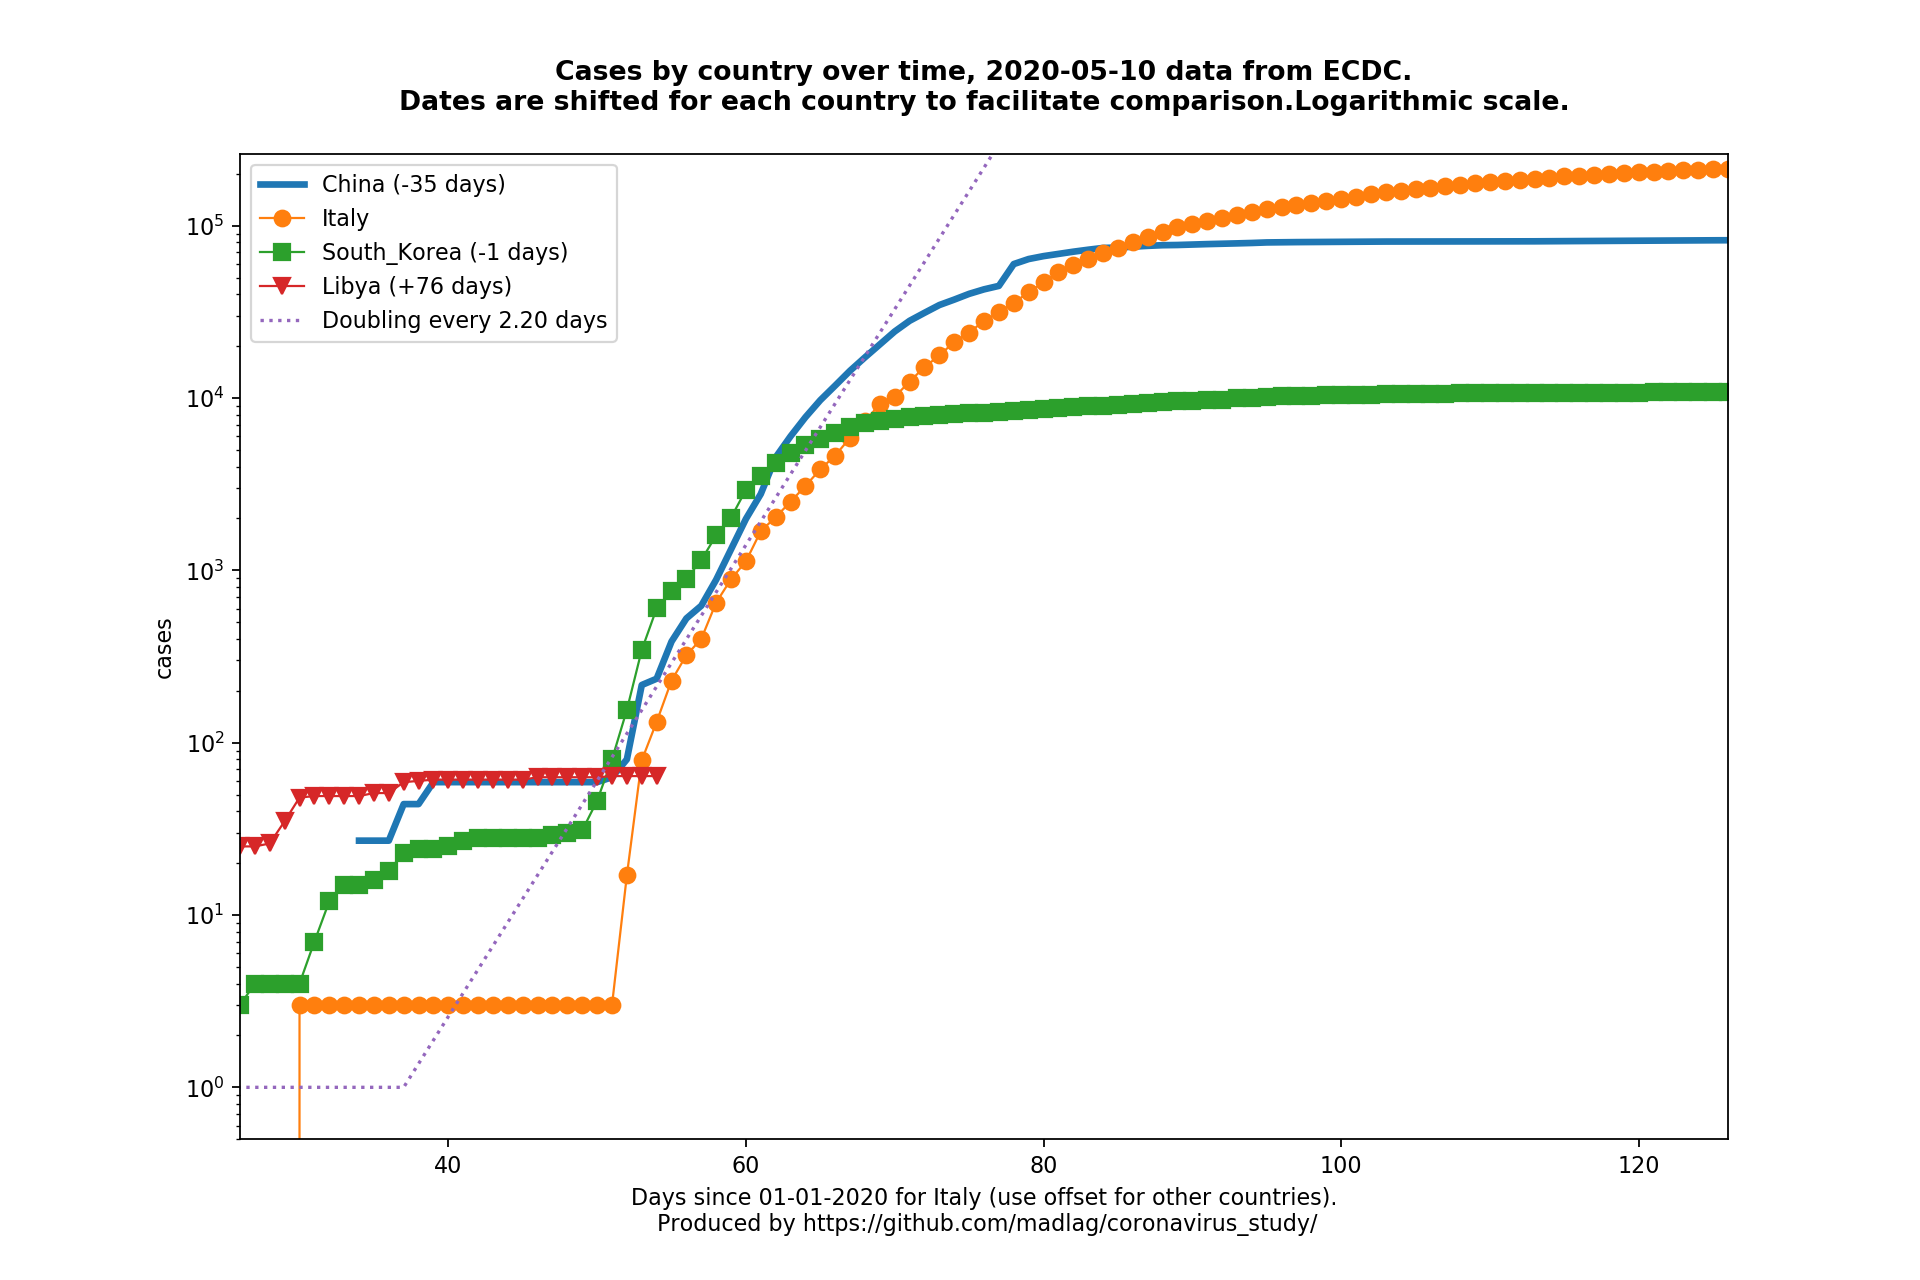 Cases by country over time, 2020-05-10 data from ECDC.
Dates are shifted for each country to facilitate comparison.Logarithmic scale.
China (-35 days)
Italy
South_Korea (-1 days)
Libya (+76 days)
Doubling every 2.20 days
10⁵
10⁴
10³
10²
10¹
10⁰
cases
40 60 80 100 120
Days since 01-01-2020 for Italy (use offset for other countries).
Produced by https://github.com/madlag/coronavirus_study/